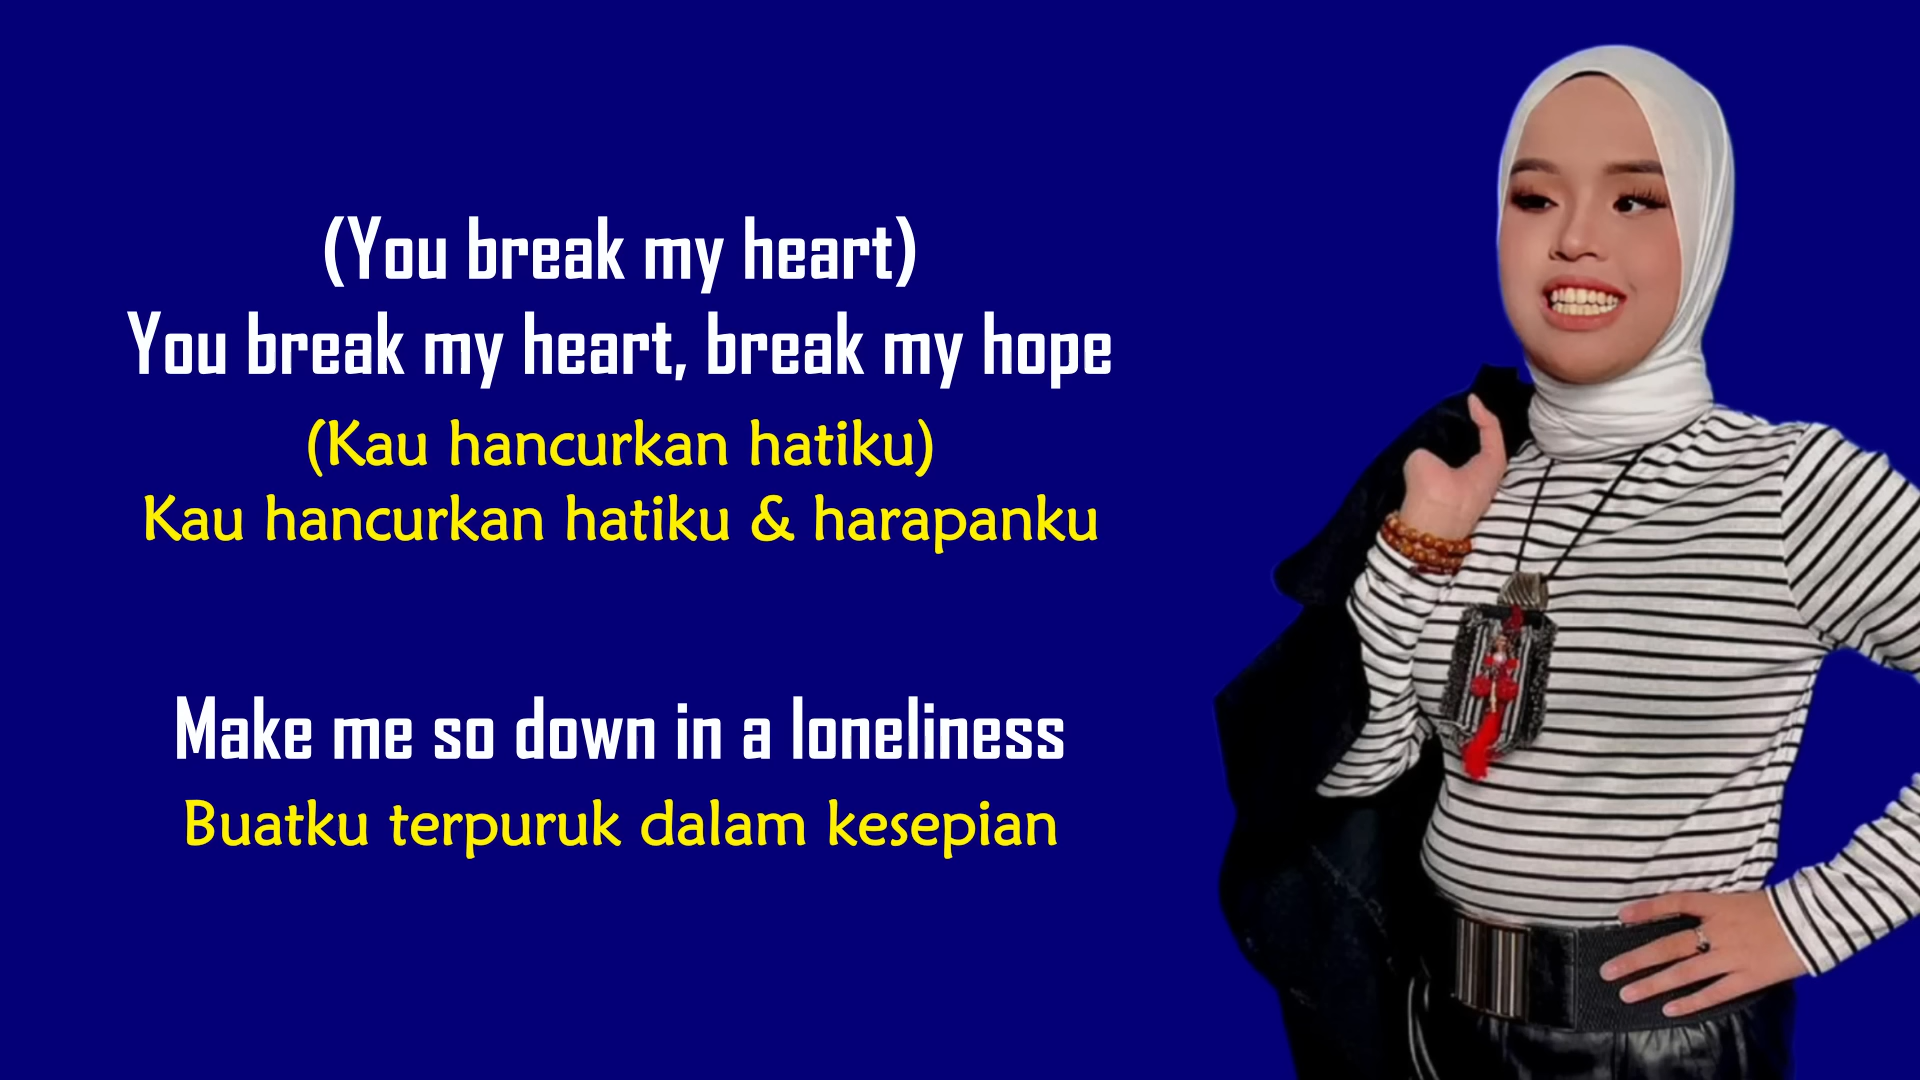 (You break my heart)
You break my heart, break my hope
(Kau hancurkan hatiku)
Kau hancurkan hatiku & harapanku
Make me so down in a loneliness
Buatku terpuruk dalam kesepian